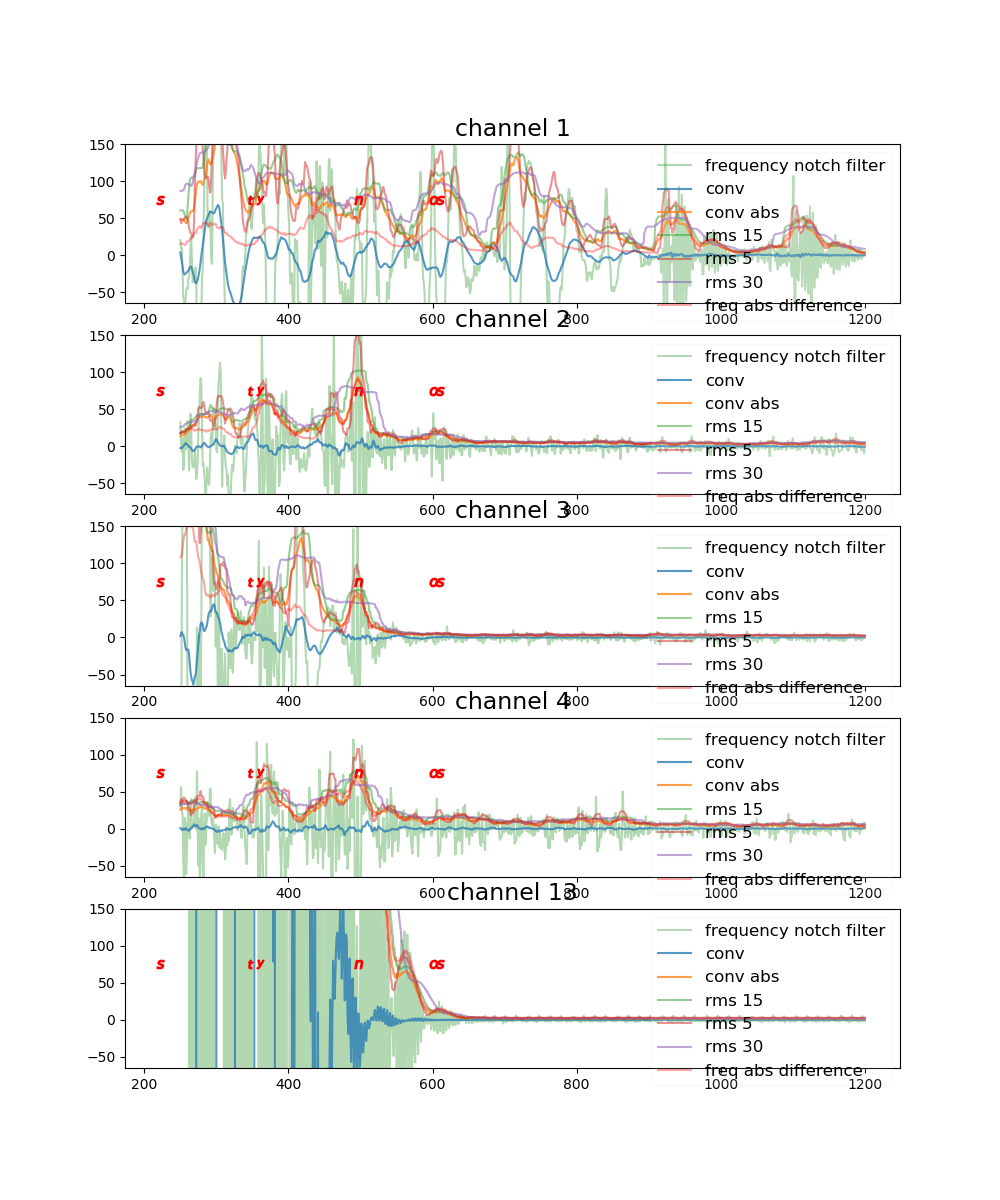 channel 1
150
100
50
0
−50
s t y n os
frequency notch filter
conv
conv abs
rms 15
rms 5
rms 30
freq abs difference
200 400 600 800 1000 1200
channel 2
150
100
50
0
−50
s t y n os
frequency notch filter
conv
conv abs
rms 15
rms 5
rms 30
freq abs difference
200 400 600 800 1000 1200
channel 3
150
100
50
0
−50
s t y n os
frequency notch filter
conv
conv abs
rms 15
rms 5
rms 30
freq abs difference
200 400 600 800 1000 1200
channel 4
150
100
50
0
−50
s t y n os
frequency notch filter
conv
conv abs
rms 15
rms 5
rms 30
freq abs difference
200 400 600 800 1000 1200
channel 13
150
100
50
0
−50
s t y n os
frequency notch filter
conv
conv abs
rms 15
rms 5
rms 30
freq abs difference
200 400 600 800 1000 1200